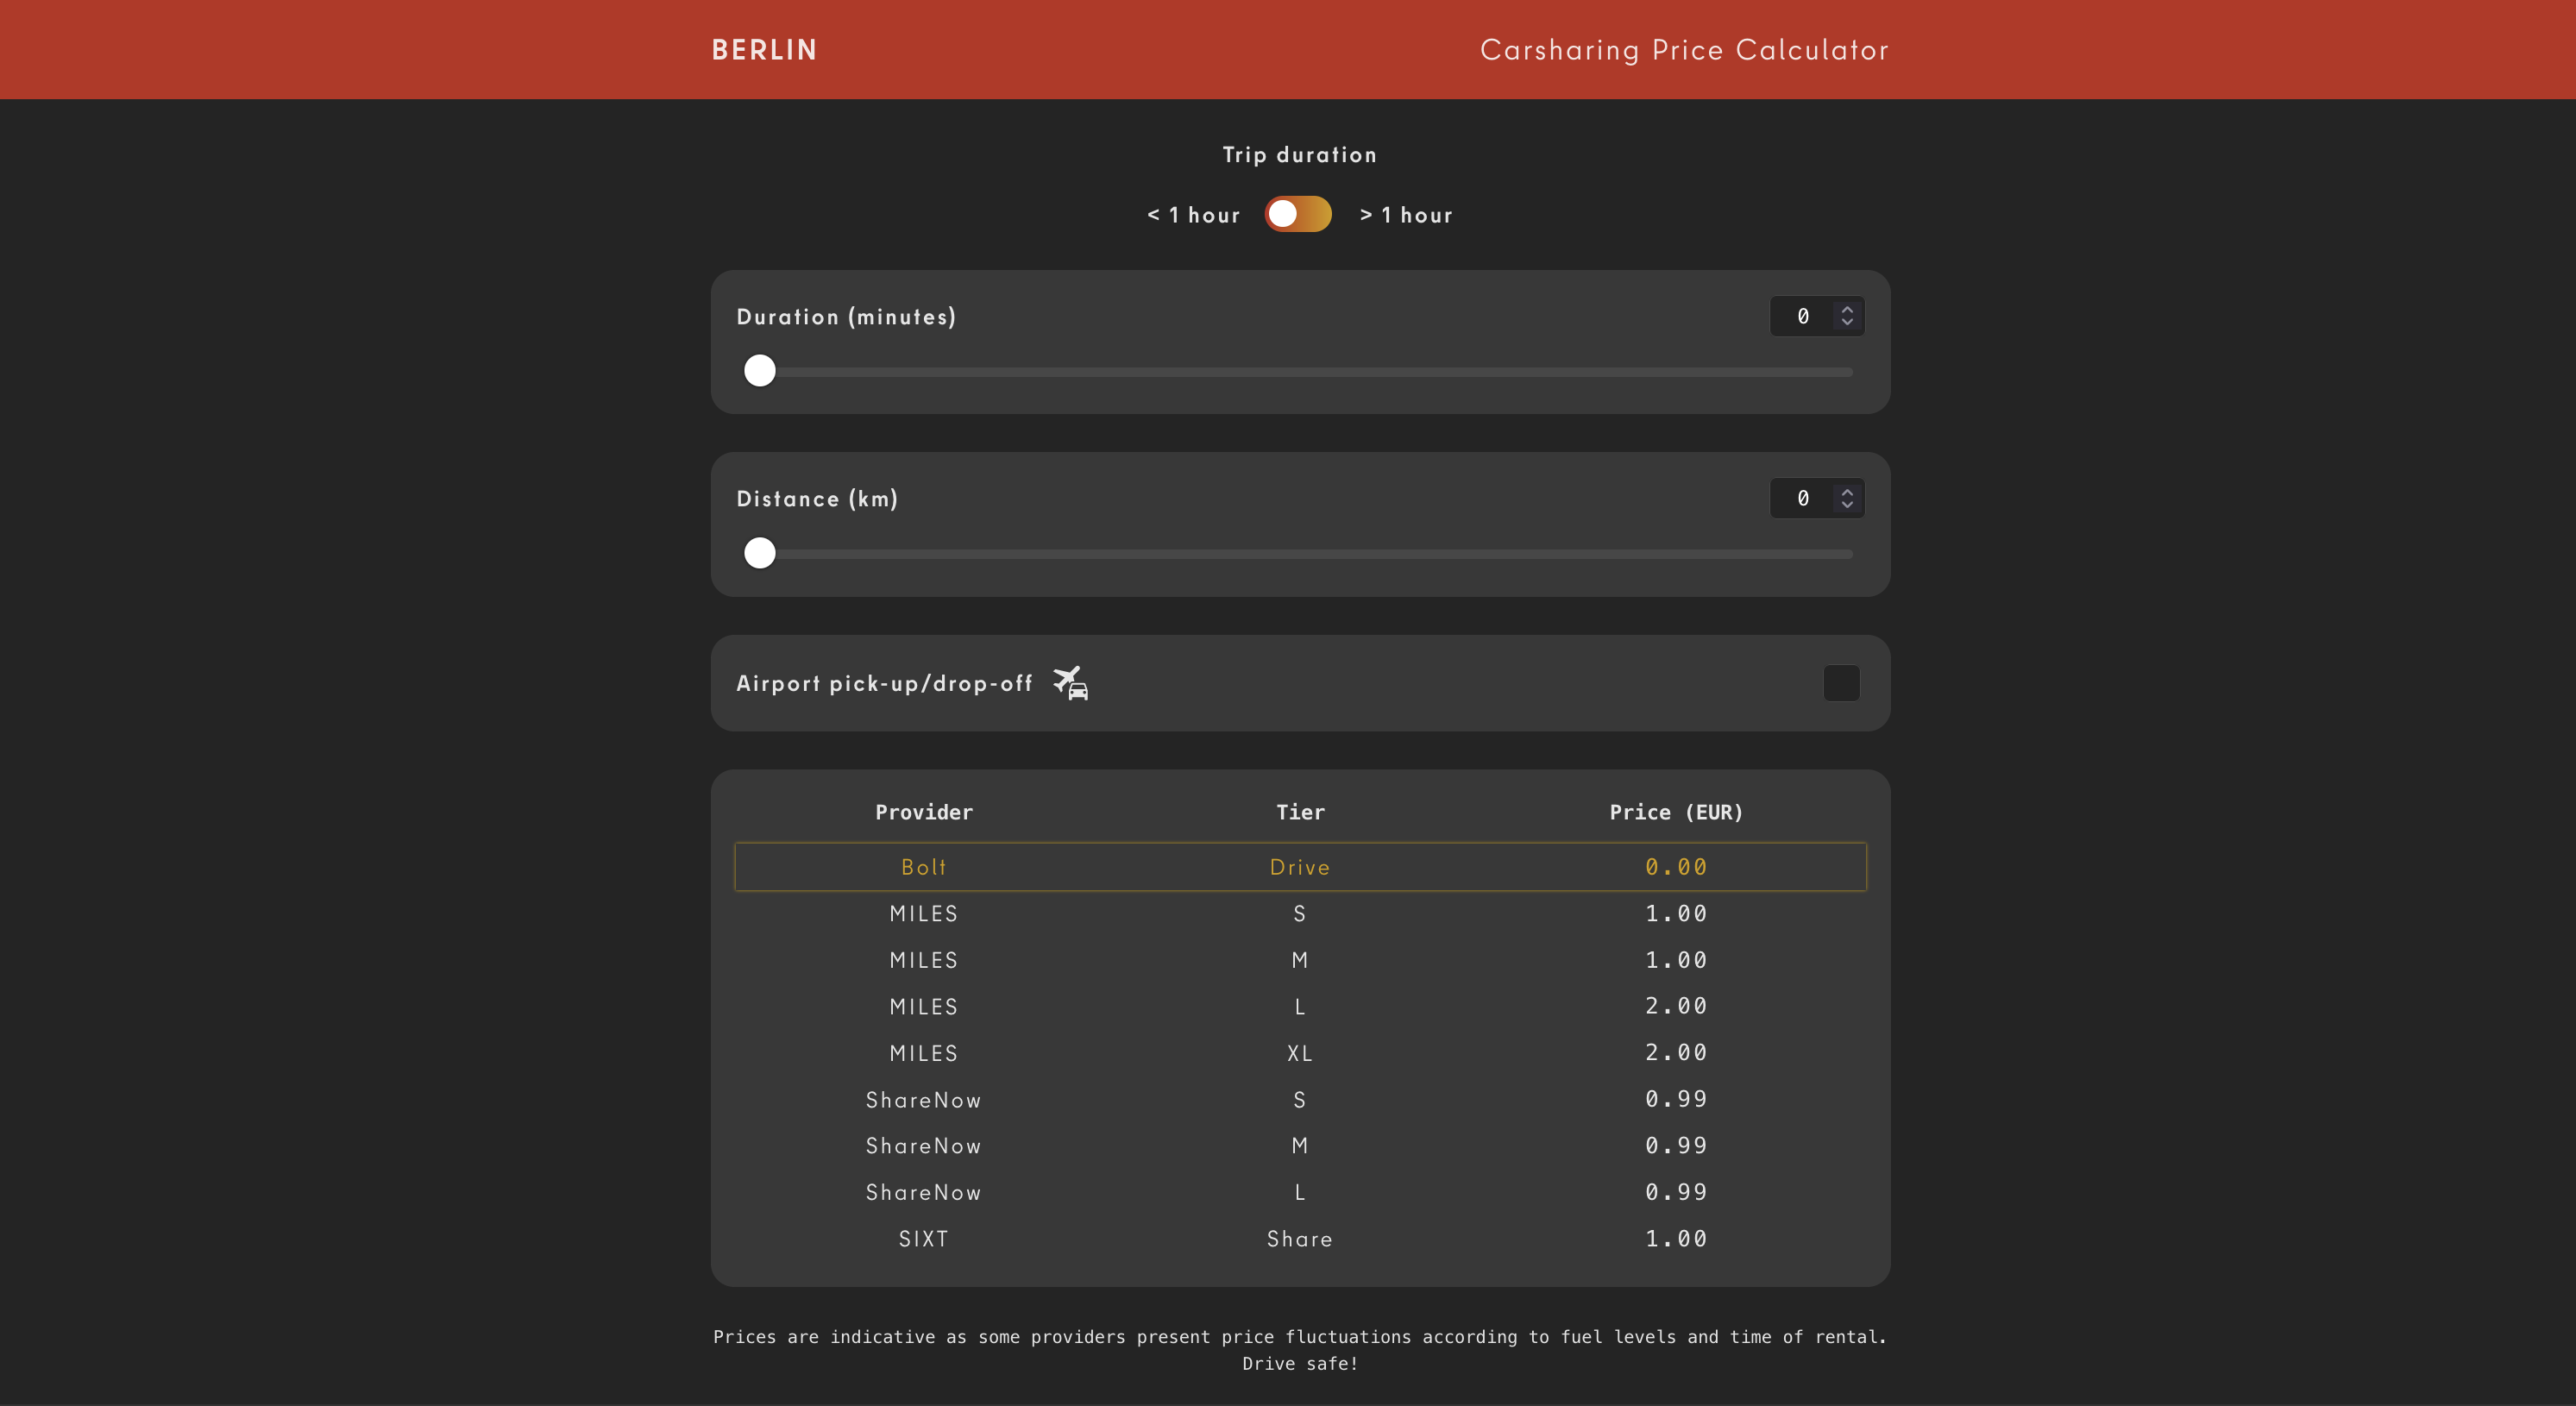 BERLIN
Carsharing Price Calculator
Trip duration
< 1 hour > 1 hour
Duration (minutes) 0
Distance (km) 0
Airport pick-up/drop-off
Provider Tier Price (EUR)
Bolt Drive 0.00
MILES S 1.00
MILES M 1.00
MILES L 2.00
MILES XL 2.00
ShareNow S 0.99
ShareNow M 0.99
ShareNow L 0.99
SIXT Share 1.00
Prices are indicative as some providers present price fluctuations according to fuel levels and time of rental.
Drive safe!